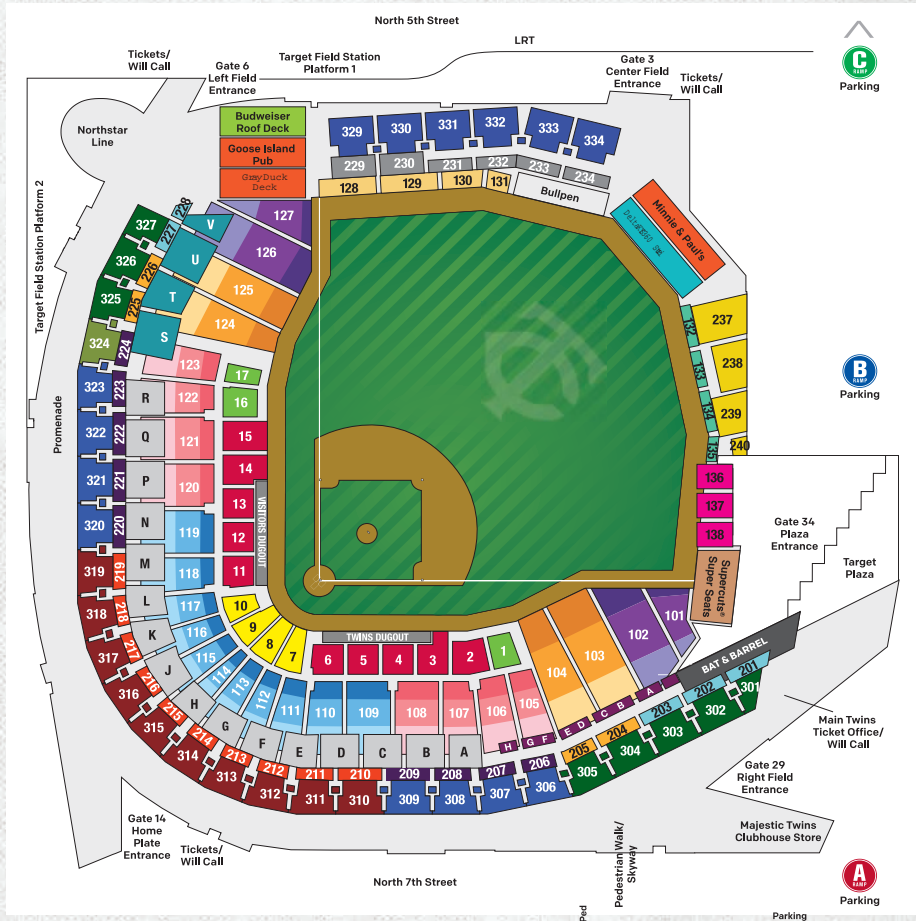 North 5th Street
LRT
Tickets/
Will Call
Gate 6
Left Field
Entrance
Target Field Station
Platform 1
Gate 3
Center Field
Entrance
Tickets/
Will Call
C
RAMP
Parking
Northstar
Line
Budweiser
Roof Deck
Goose Island
Pub
GrayDuck
Deck
329
330
331
332
333
334
229
230
231
232
233
234
128
129
130
131
Bullpen
Minnie & Paul's
Target Field Station Platform 2
Promenade
327
326
325
324
323
322
321
320
319
318
317
316
315
314
313
312
311
310
309
308
307
306
305
304
303
302
301
228
227
226
225
224
223
222
221
220
219
218
217
216
215
214
213
212
211
210
209
208
207
206
205
204
203
202
201
V
U
T
S
R
Q
P
N
M
L
K
J
H
G
F
E
D
C
B
A
H
G
F
E
D
C
B
A
127
126
125
124
123
122
121
120
119
118
117
116
115
114
113
112
111
110
109
108
107
106
105
104
103
102
101
17
16
15
14
13
12
11
10
9
8
7
6
5
4
3
2
1
VISITORS DUGOUT
TWINS DUGOUT
132
133
134
135
237
238
239
240
136
137
138
Supercuts®
Super Seats
BAT & BARREL
B
RAMP
Parking
Gate 34
Plaza
Entrance
Target
Plaza
Main Twins
Ticket Office/
Will Call
Gate 29
Right Field
Entrance
Majestic Twins
Clubhouse Store
Gate 14
Home
Plate
Entrance
Tickets/
Will Call
North 7th Street
Pedestrian Walk/
Skyway
A
RAMP
Parking
Ped
Parking